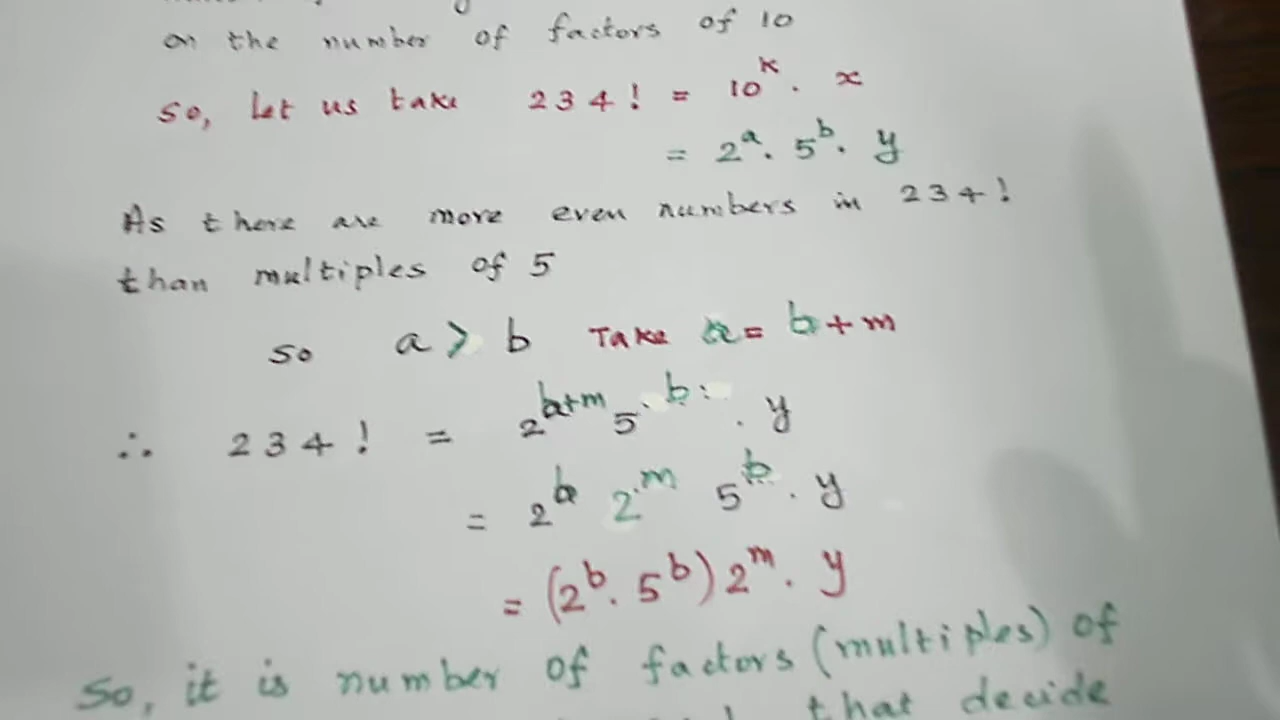 on the number of factors of 10
So, let us take 234! = 10^k . x
= 2^a . 5^b . y
As there are more even numbers in 234!
than multiples of 5
so a > b Take a = b + m
∴ 234! = 2^{b+m} 5^b . y
= 2^b 2^m 5^b . y
= (2^b . 5^b) 2^m . y
So, it is number of factors (multiples) of
that decide